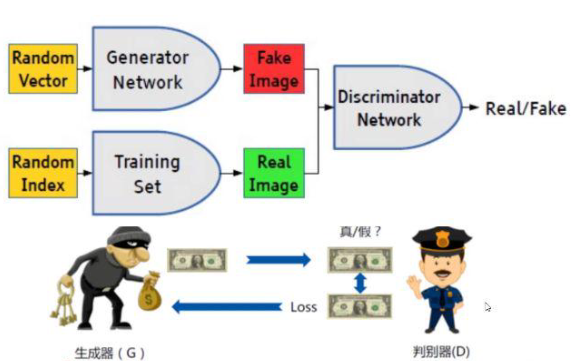 Random
Vector
Generator
Network
Fake
Image
Discriminator
Network
Real/Fake
Random
Index
Training
Set
Real
Image
真/假？
$
Loss
生成器（G）
判别器(D)